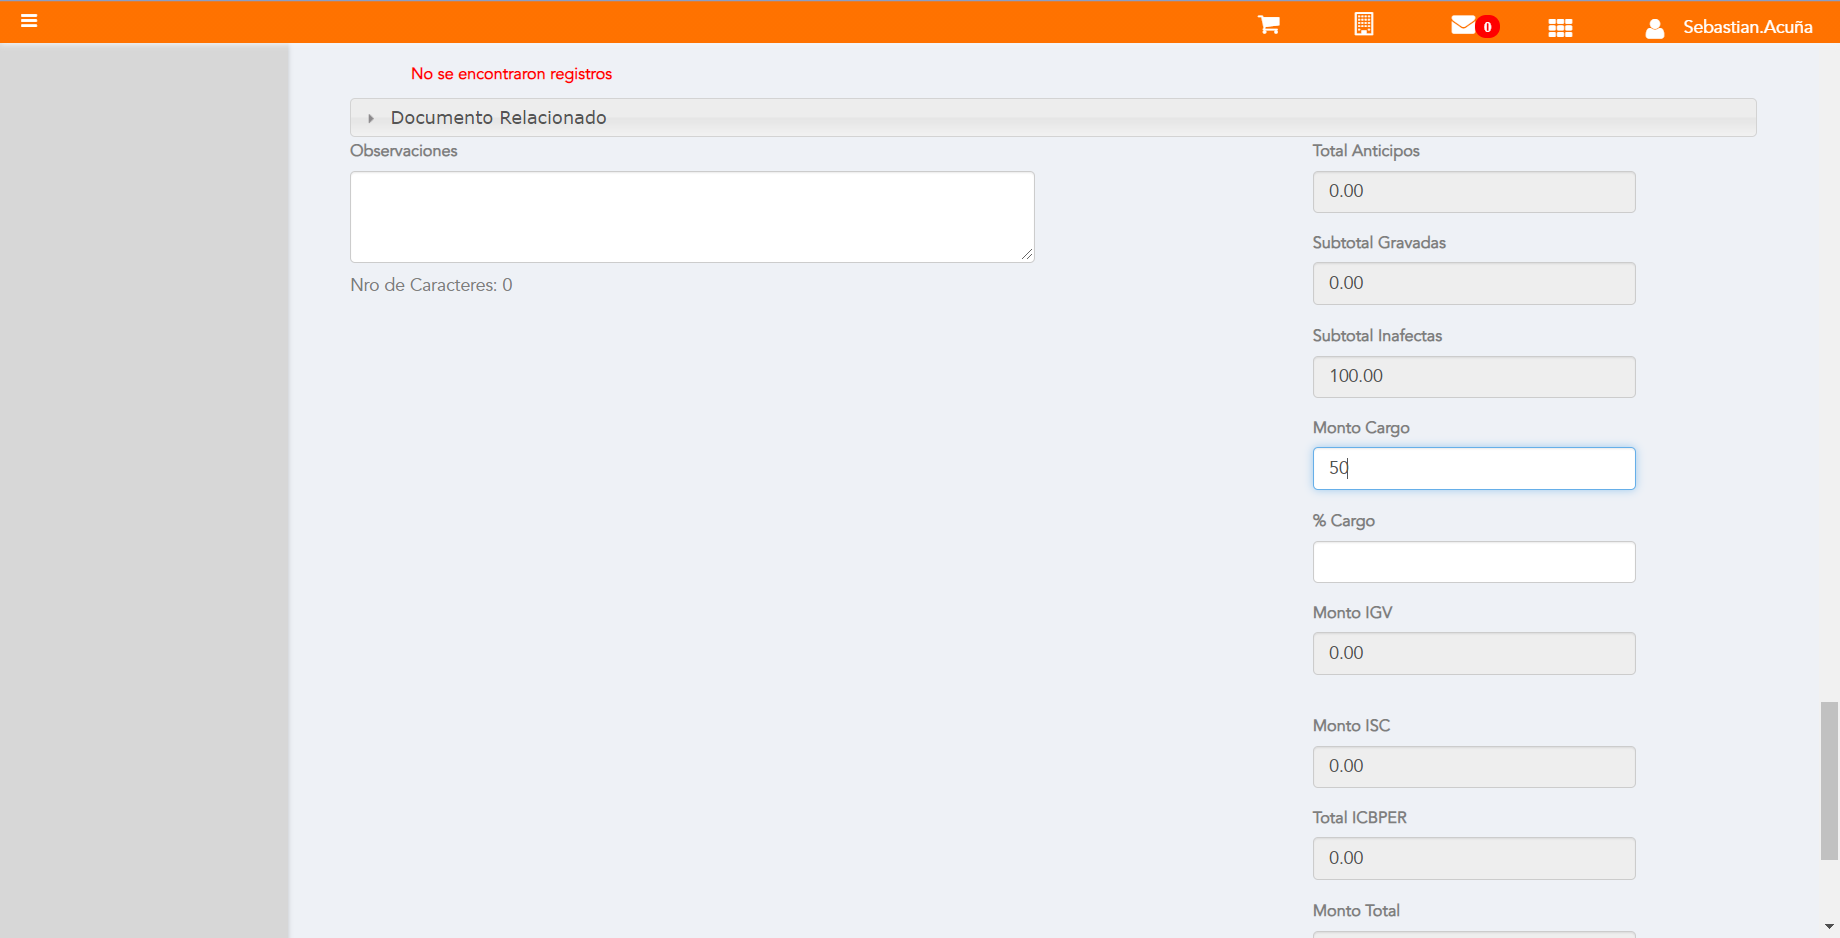 0
Sebastian.Acuña
No se encontraron registros
Documento Relacionado
Observaciones
Nro de Caracteres: 0
Total Anticipos
0.00
Subtotal Gravadas
0.00
Subtotal Inafectas
100.00
Monto Cargo
50
% Cargo
Monto IGV
0.00
Monto ISC
0.00
Total ICBPER
0.00
Monto Total